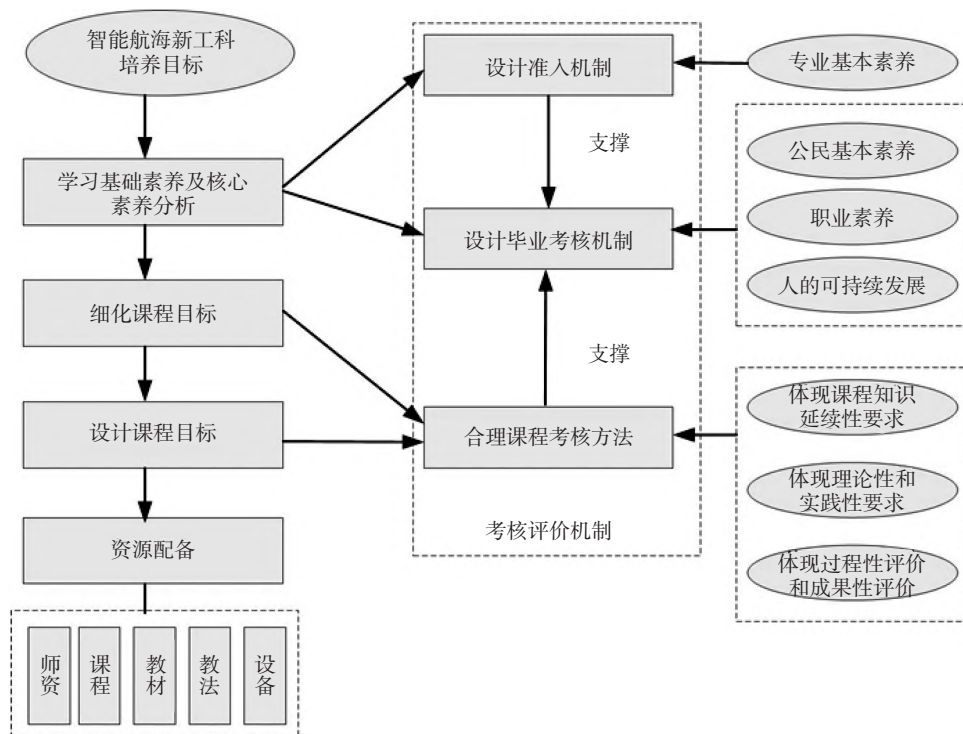 智能航海新工科
培养目标
学习基础素养及核心
素养分析
细化课程目标
设计课程目标
资源配备
师资
课程
教材
教法
设备
设计准入机制
支撑
设计毕业考核机制
支撑
合理课程考核方法
考核评价机制
专业基本素养
公民基本素养
职业素养
人的可持续发展
体现课程知识
延续性要求
体现理论性和
实践性要求
体现过程性评价
和成果性评价